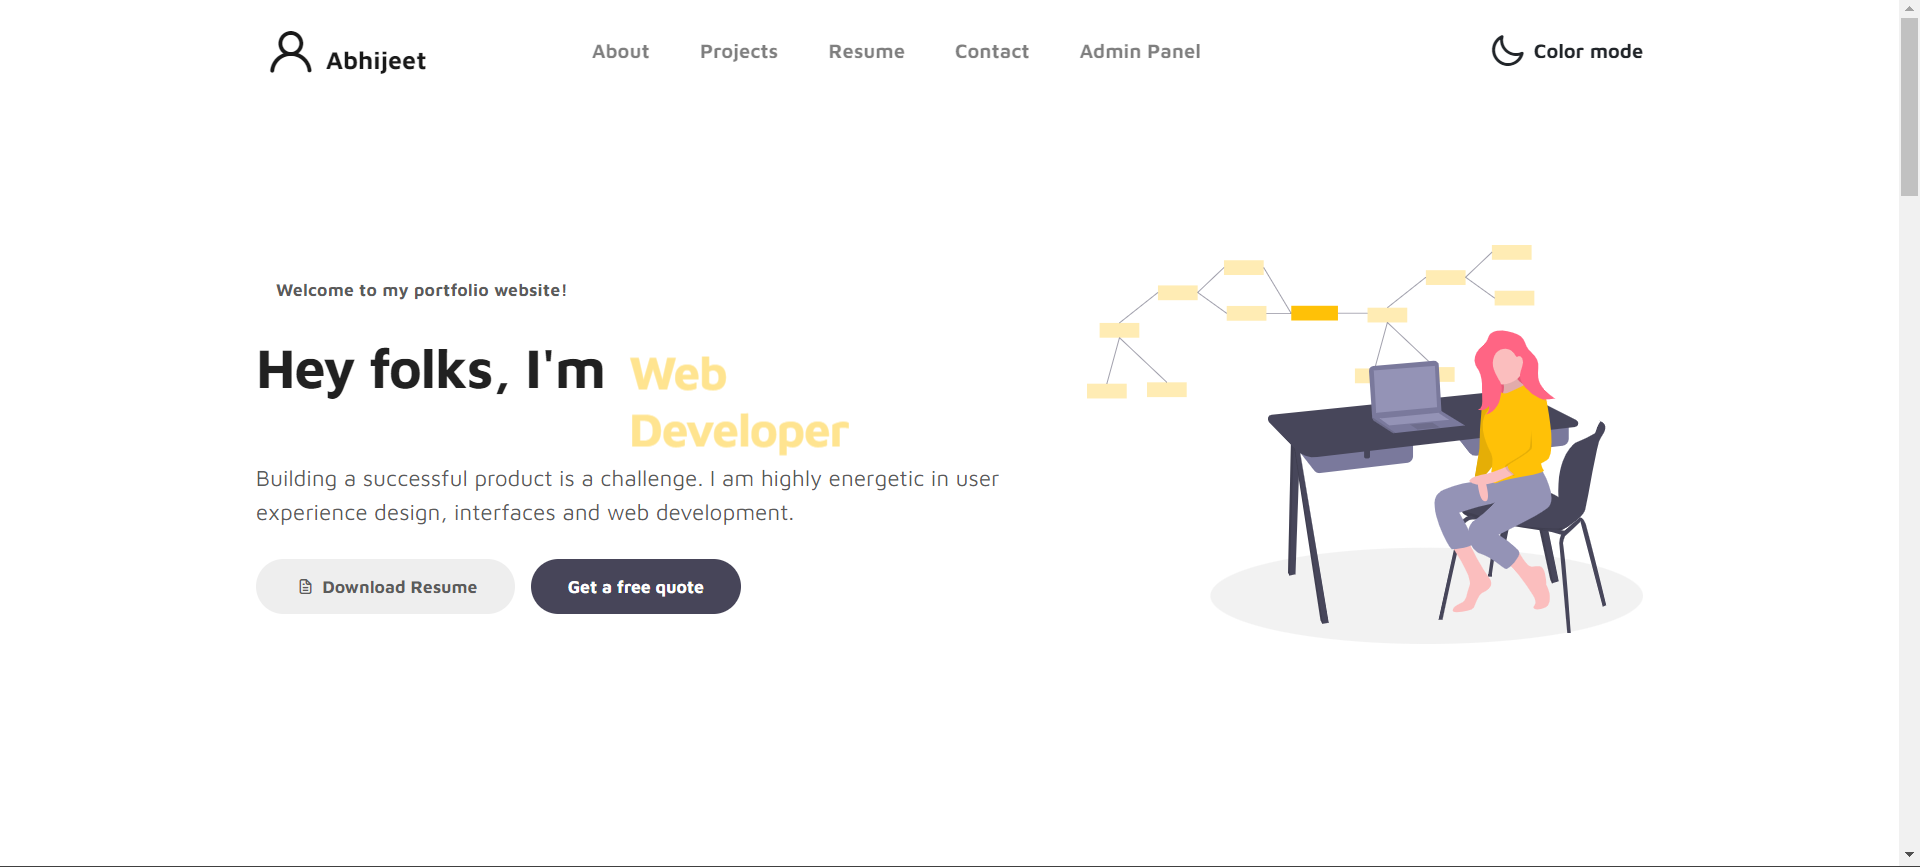 Abhijeet
About
Projects
Resume
Contact
Admin Panel
Color mode
Welcome to my portfolio website!
Hey folks, I'm
Web
Developer
Building a successful product is a challenge. I am highly energetic in user
experience design, interfaces and web development.
Download Resume
Get a free quote